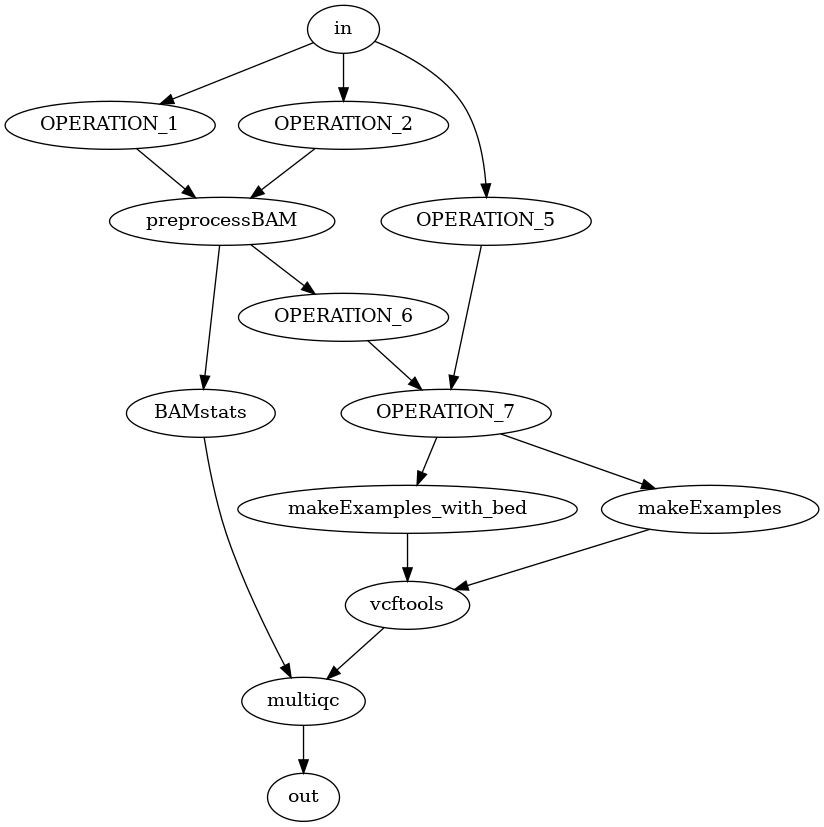 in
OPERATION_1
OPERATION_2
preprocessBAM
OPERATION_5
OPERATION_6
BAMstats
OPERATION_7
makeExamples_with_bed
makeExamples
vcftools
multiqc
out